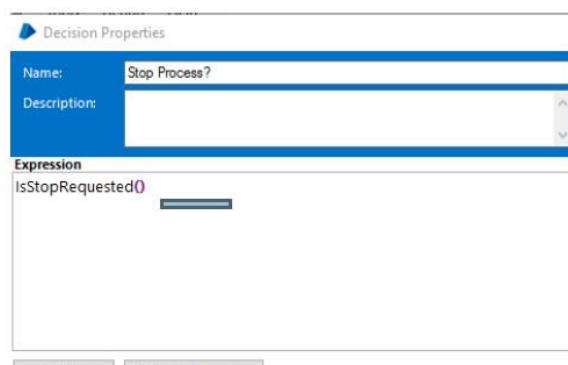 Decision Properties
Name:
Stop Process?
Description:
Expression
IsStopRequested()